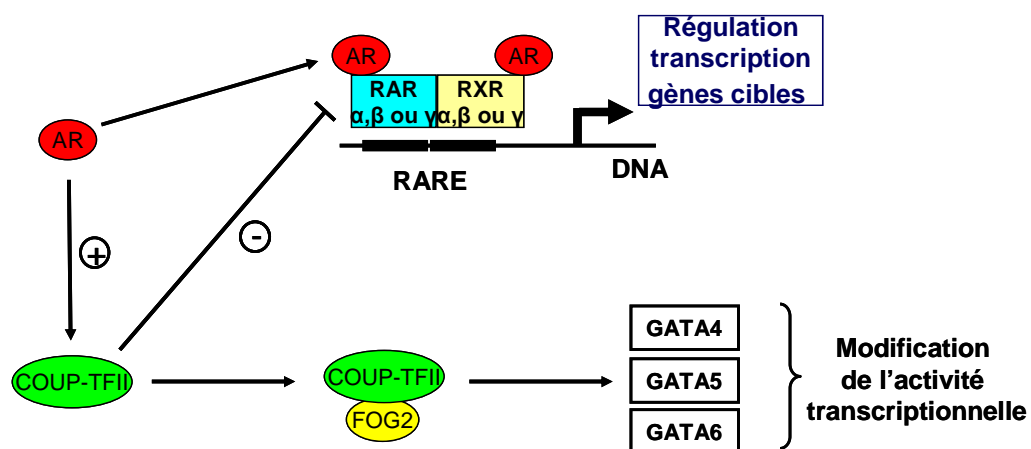 Régulation
transcription
gènes cibles
AR
AR
RAR
α,β ou γ
RXR
α,β ou γ
AR
RARE
DNA
+
-
COUP-TFII
COUP-TFII
FOG2
GATA4
GATA5
GATA6
Modification
de l’activité
transcriptionnelle